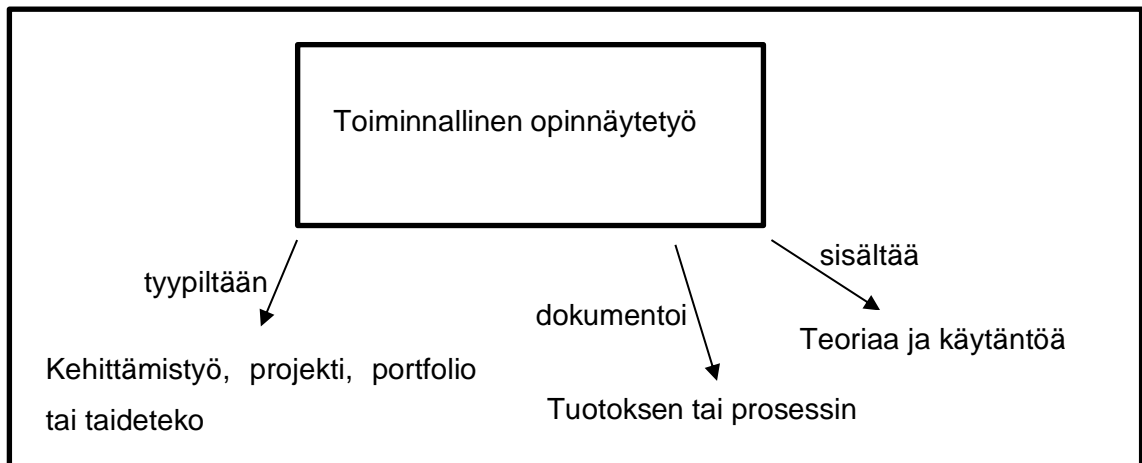 Toiminnallinen opinnäytetyö
tyypiltään
dokumentoi
sisältää
Kehittämistyö, projekti, portfolio
tai taideteko
Tuotoksen tai prosessin
Teoriaa ja käytäntöä